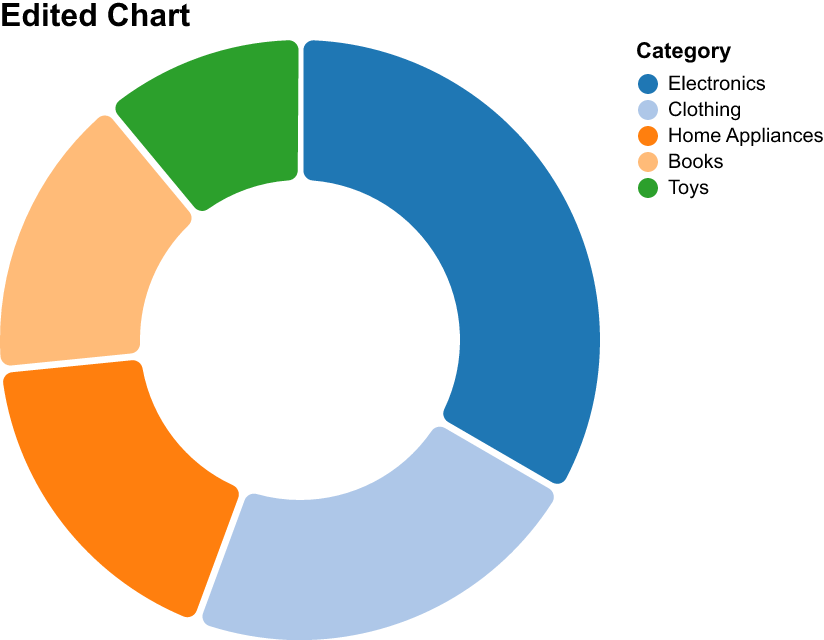 Edited Chart
Category
Electronics
Clothing
Home Appliances
Books
Toys